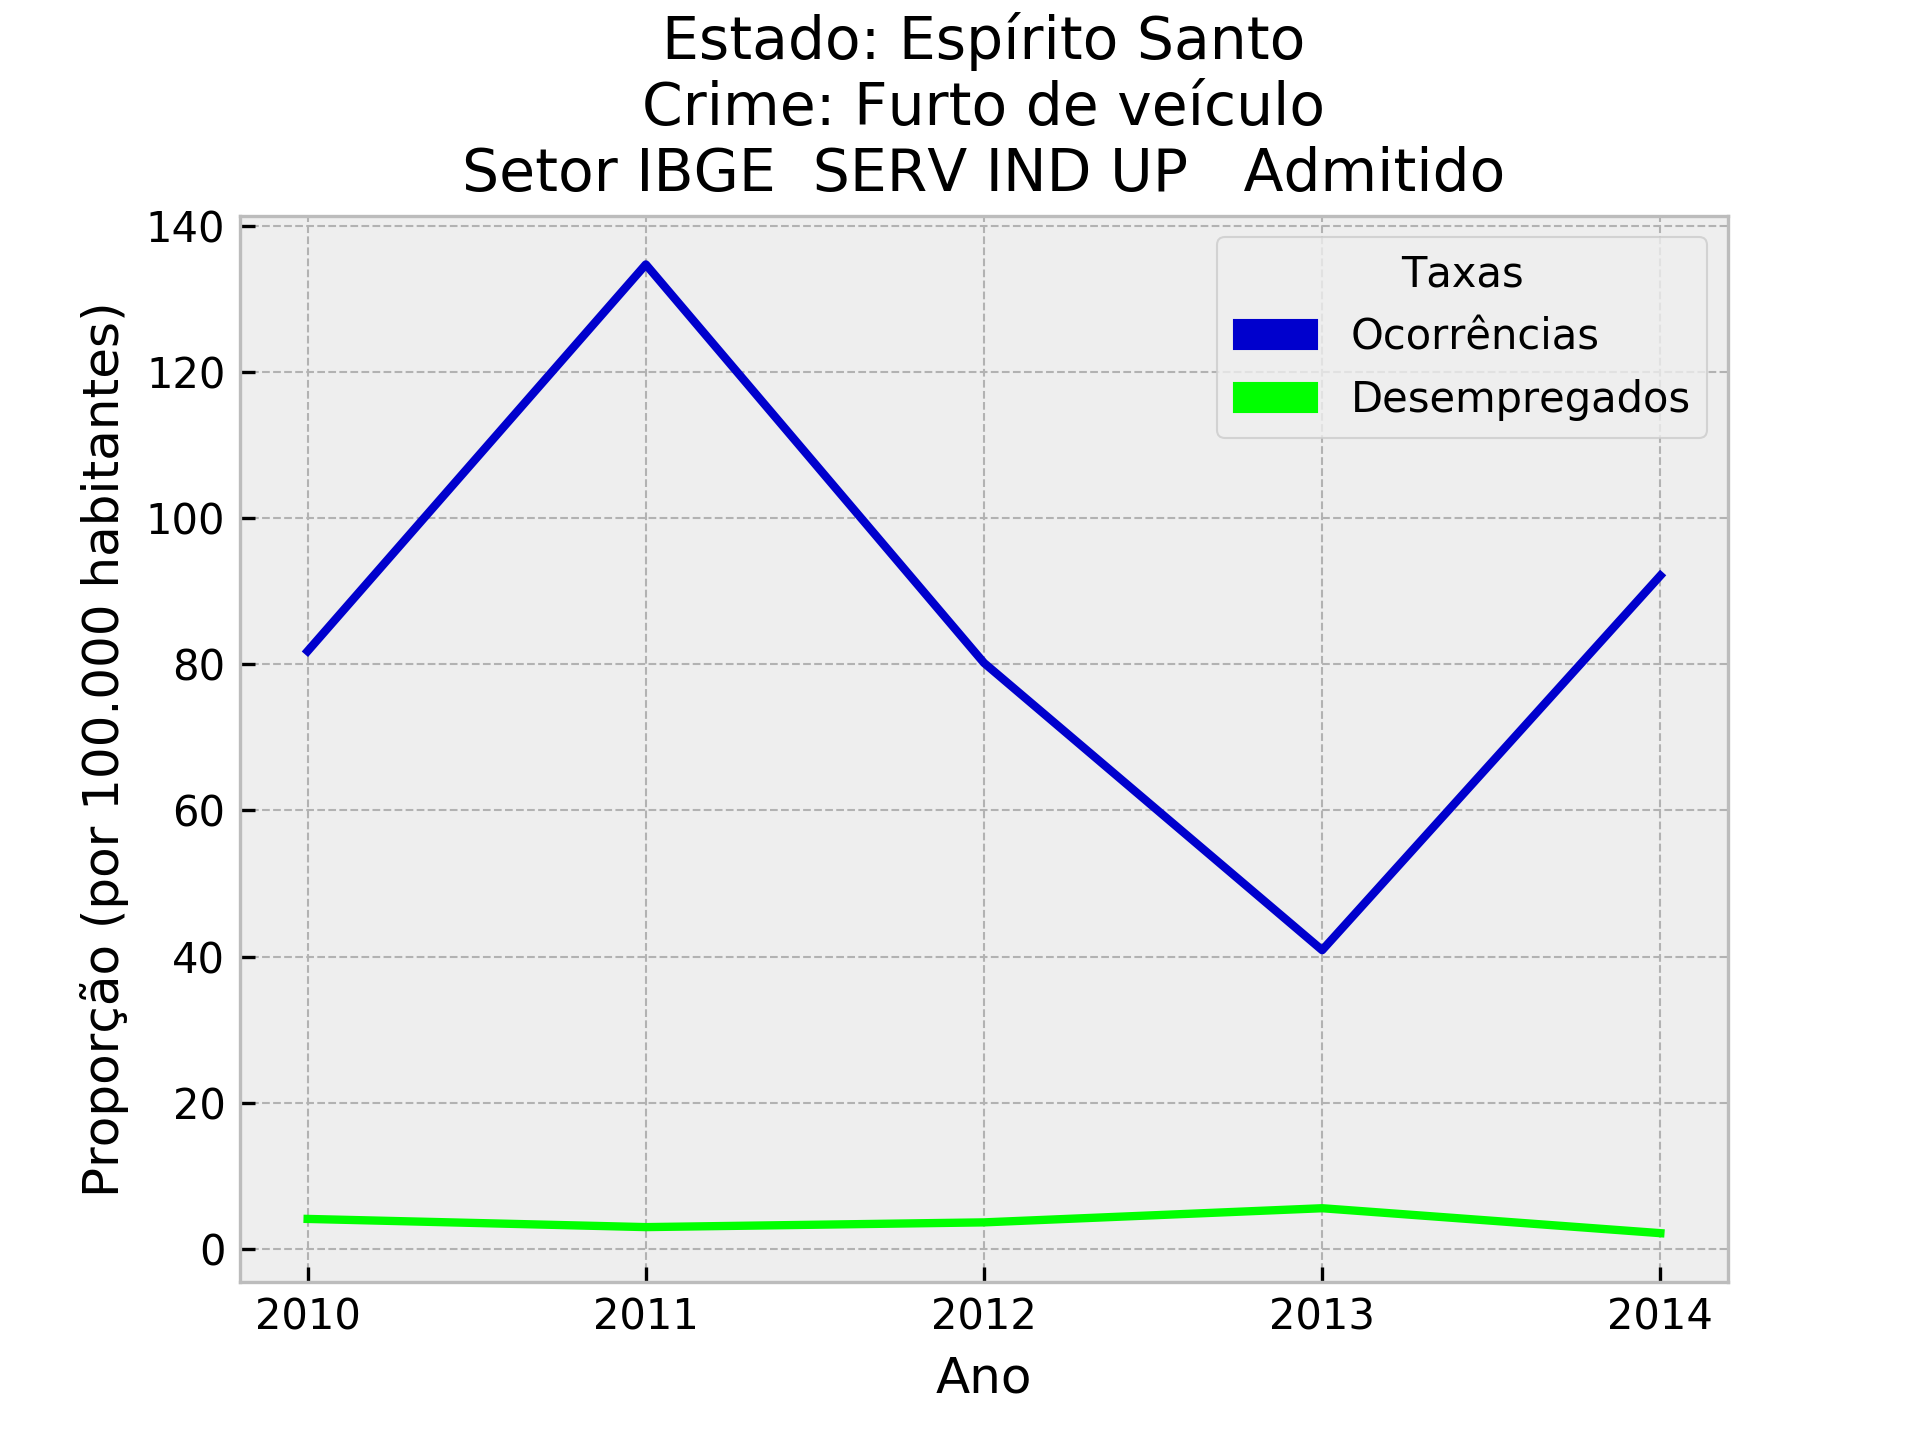 Estado: Espírito Santo
Crime: Furto de veículo
Setor IBGE  SERV IND UP   Admitido
Proporção (por 100.000 habitantes)
140
120
100
80
60
40
20
0
Taxas
Ocorrências
Desempregados
2010 2011 2012 2013 2014
Ano